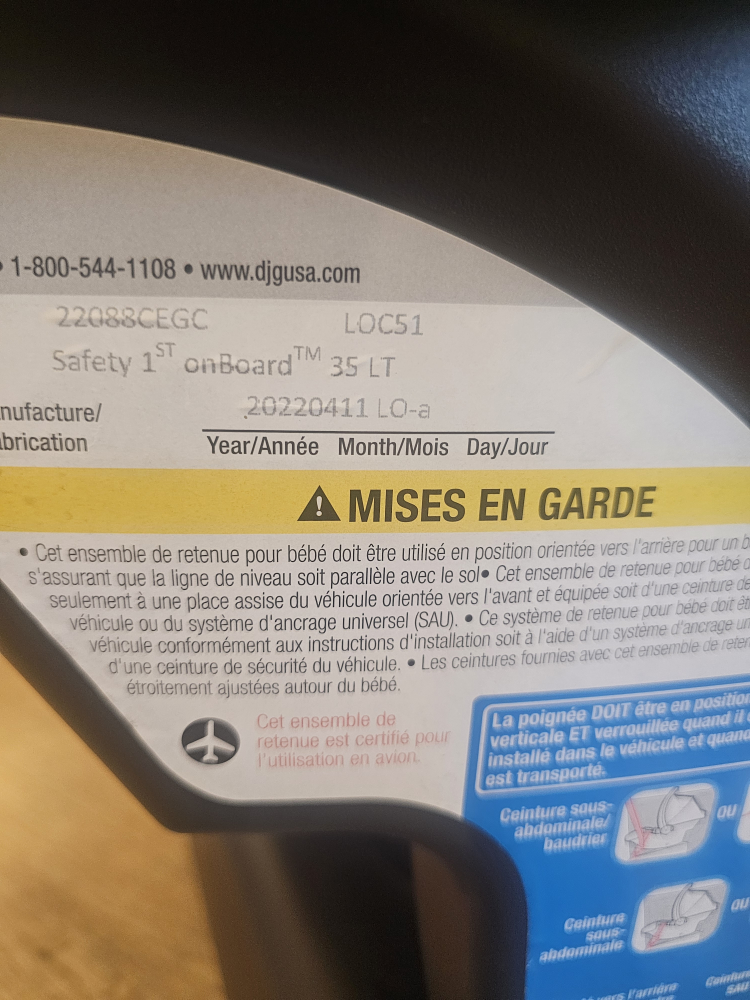 • 1-800-544-1108 • www.djgusa.com
22088CEGC LOC51
Safety 1ST onBoard™ 35 LT
nufacture/
brication
20220411 LO-a
Year/Année Month/Mois Day/Jour
⚠ MISES EN GARDE
• Cet ensemble de retenue pour bébé doit être utilisé en position orientée vers l'arrière pour un b
s'assurant que la ligne de niveau soit parallèle avec le sol• Cet ensemble de retenue pour bébé d
seulement à une place assise du véhicule orientée vers l'avant et équipée soit d'une ceinture de
véhicule ou du système d'ancrage universel (SAU). • Ce système de retenue pour bébé doit êt
véhicule conformément aux instructions d'installation soit à l'aide d'un système d'ancrage un
d'une ceinture de sécurité du véhicule. • Les ceintures fournies avec cet ensemble de reten
étroitement ajustées autour du bébé.
Cet ensemble de
retenue est certifié pour
l'utilisation en avion.
La poignée DOIT être en position
verticale ET verrouillée quand il
installé dans le véhicule et quand
est transporté.
Ceinture sous-
abdominale/
baudrier
OU
Ceinture
sous-
abdominale
OU
vers l'arrière
Ceinture
SAU